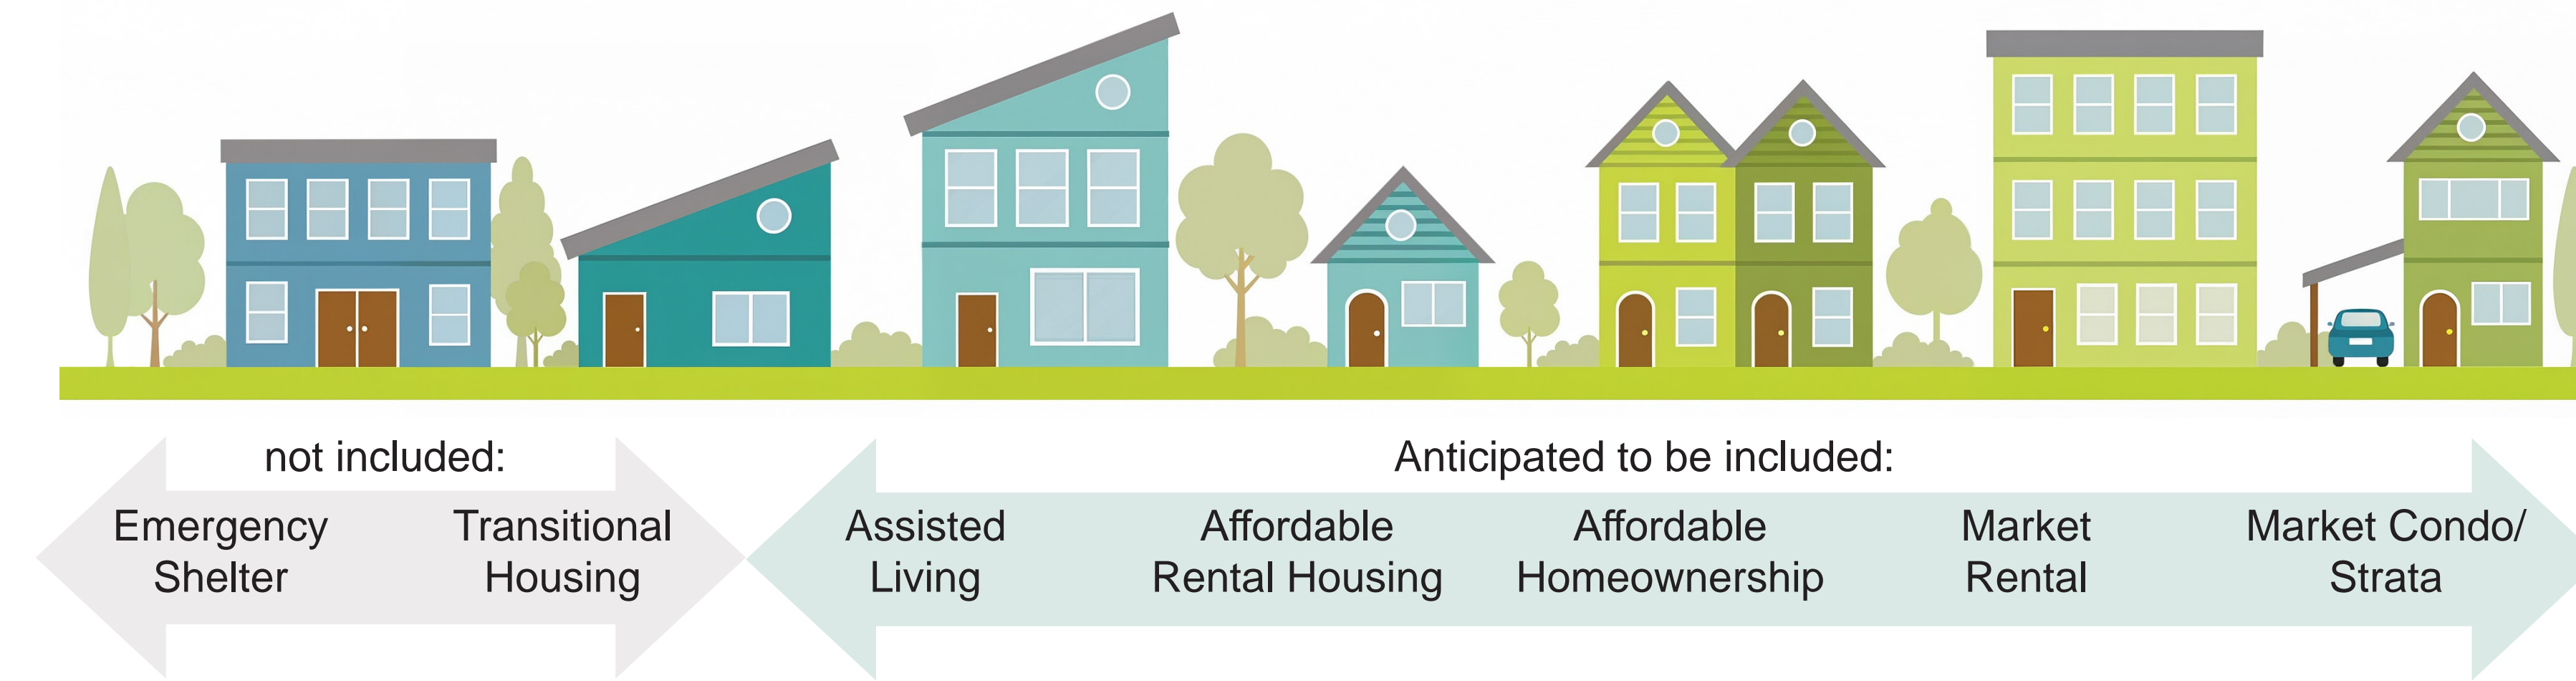 not included:
Emergency
Shelter
Transitional
Housing
Anticipated to be included:
Assisted
Living
Affordable
Rental Housing
Affordable
Homeownership
Market
Rental
Market Condo/
Strata